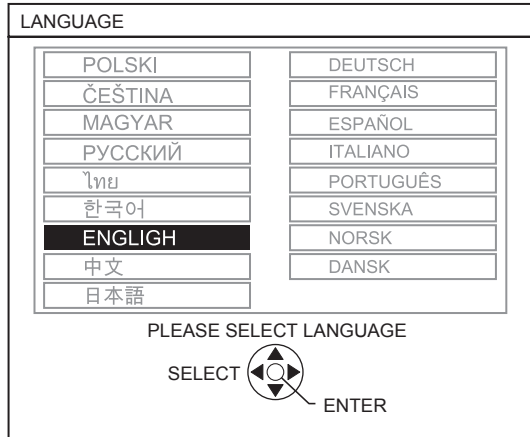 LANGUAGE
POLSKI
ČEŠTINA
MAGYAR
РУССКИЙ
ไทย
한국어
ENGLIGH
中文
日本語
DEUTSCH
FRANÇAIS
ESPAÑOL
ITALIANO
PORTUGUÊS
SVENSKA
NORSK
DANSK
PLEASE SELECT LANGUAGE
SELECT
ENTER